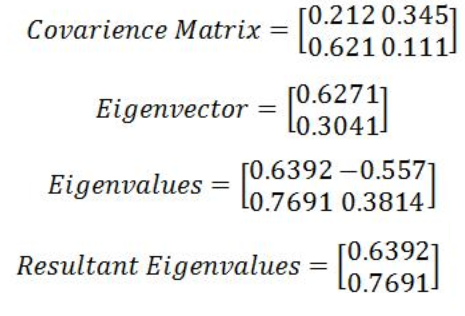 Covarience Matrix = [0.212 0.345
0.621 0.111]
Eigenvector = [0.6271
0.3041]
Eigenvalues = [0.6392 −0.557
0.7691 0.3814]
Resultant Eigenvalues = [0.6392
0.7691]